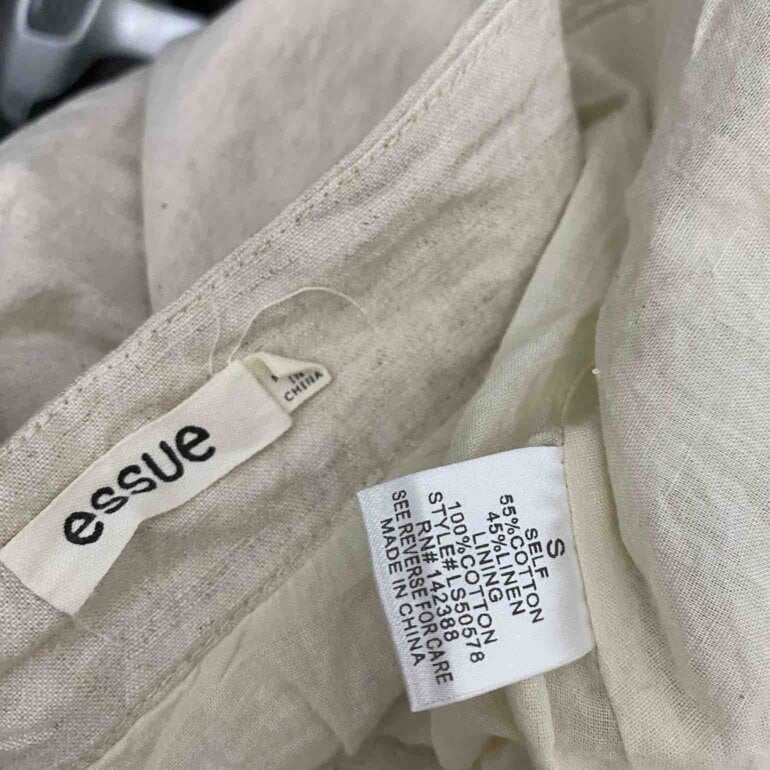 essue
IN
CHINA
S
SELF
55%COTTON
45%LINEN
LINING
100%COTTON
STYLE# LS50578
RN# 142388
SEE REVERSE FOR CARE
MADE IN CHINA